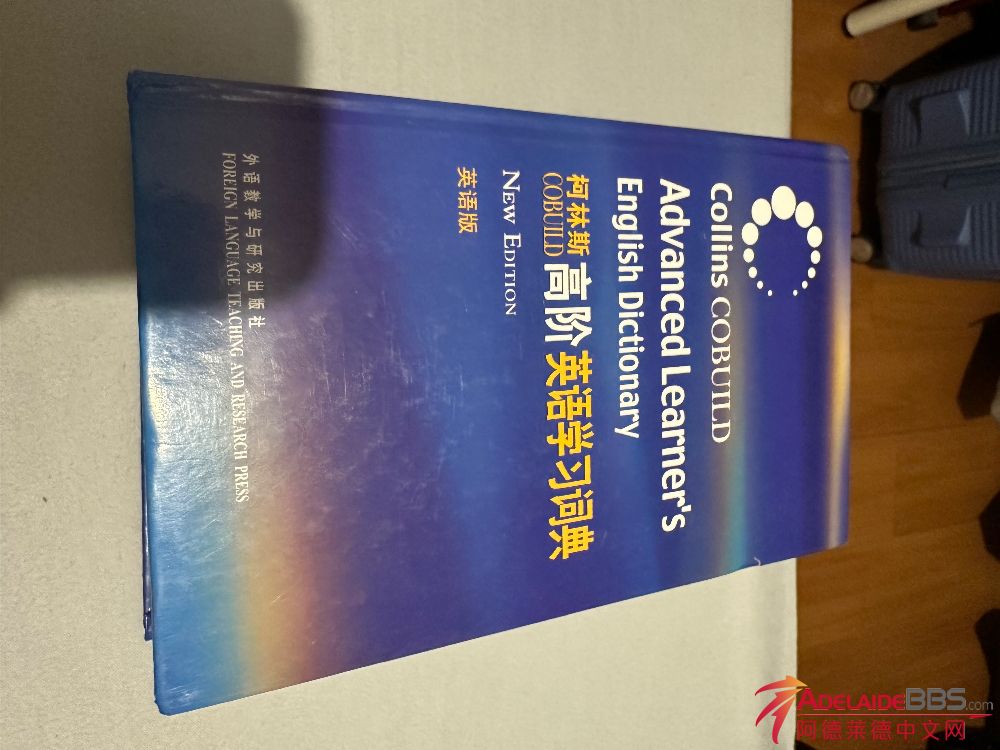 Collins COBUILD
Advanced Learner's
English Dictionary
柯林斯
COBUILD
高阶英语学习词典
NEW EDITION
英语版
外语教学与研究出版社
FOREIGN LANGUAGE TEACHING AND RESEARCH PRESS
ADELAIDEBBS.com
阿德莱德中文网